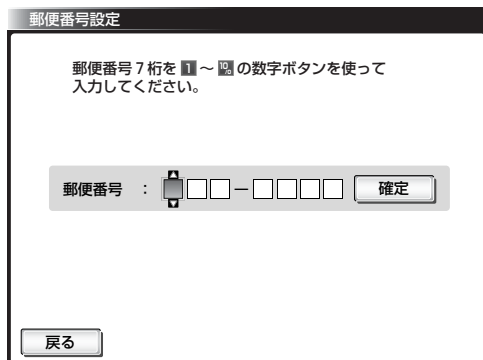 郵便番号設定
郵便番号7桁を 1 ～ 10/0 の数字ボタンを使って
入力してください。
郵便番号 ： － 確定
戻る